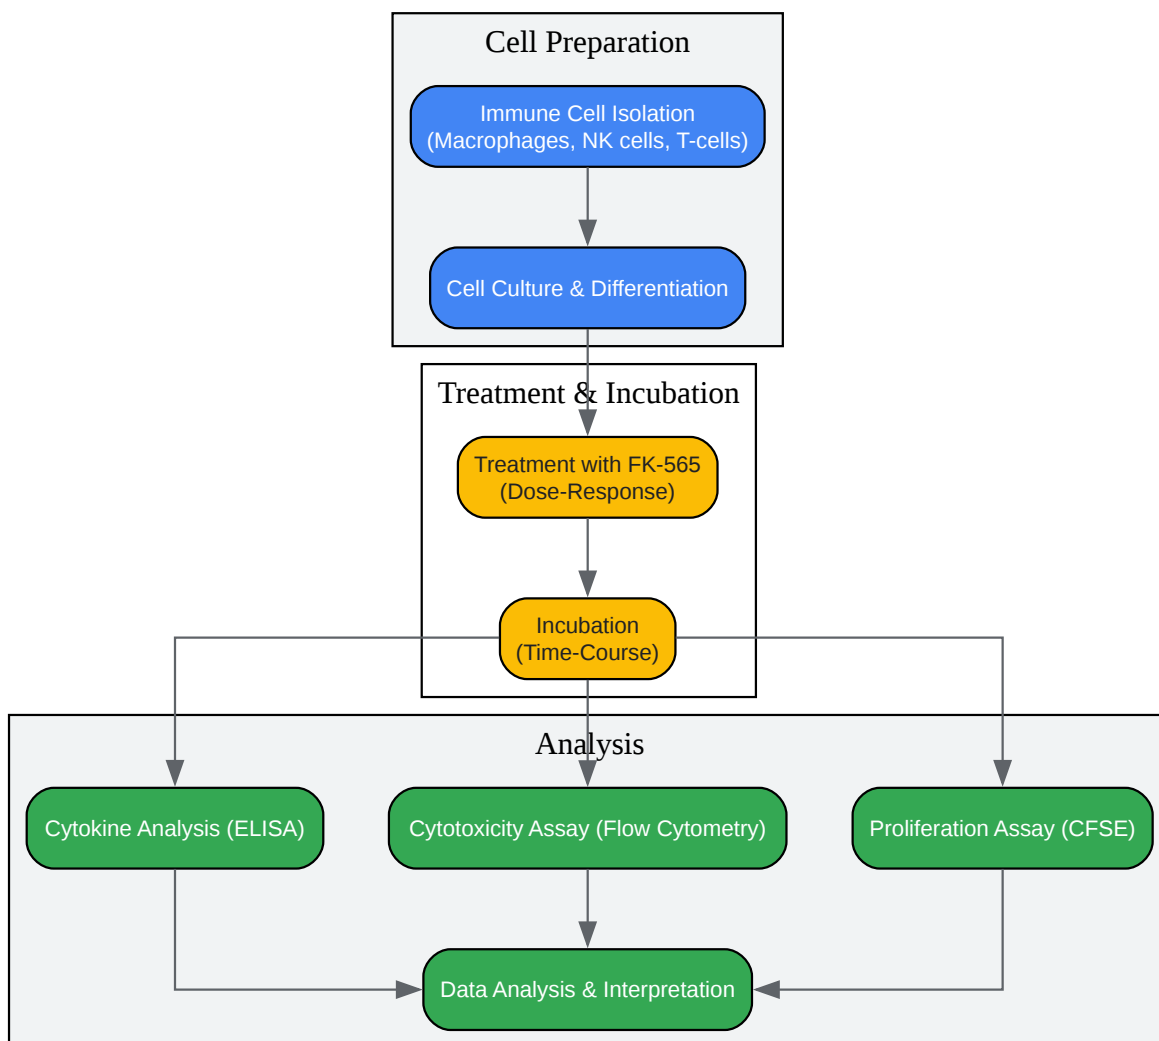 Cell Preparation
Immune Cell Isolation
(Macrophages, NK cells, T-cells)
Cell Culture & Differentiation
Treatment & Incubation
Treatment with FK-565
(Dose-Response)
Incubation
(Time-Course)
Analysis
Cytokine Analysis (ELISA)
Cytotoxicity Assay (Flow Cytometry)
Proliferation Assay (CFSE)
Data Analysis & Interpretation